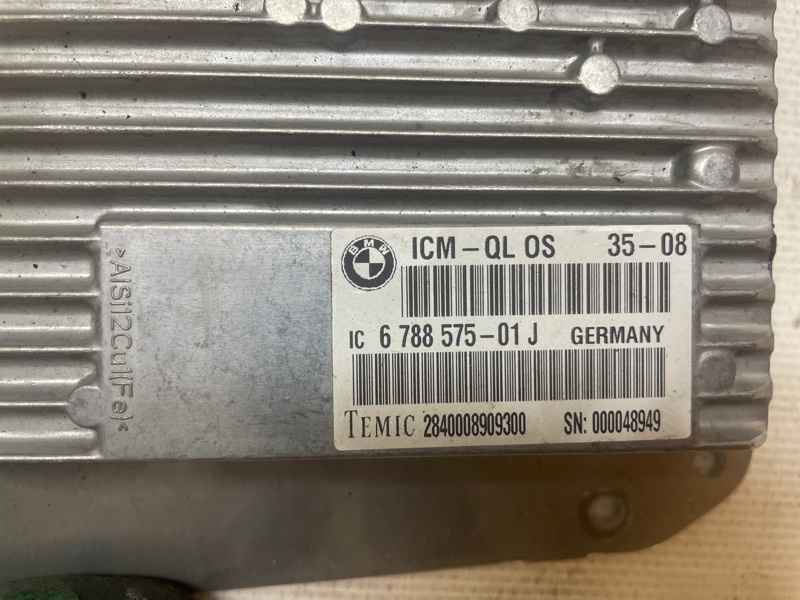 BMW
ICM-QL OS 35-08
IC 6 788 575-01 J GERMANY
TEMIC 2840008909300 SN: 000048949
>AlSi12Cu1(Fe)<